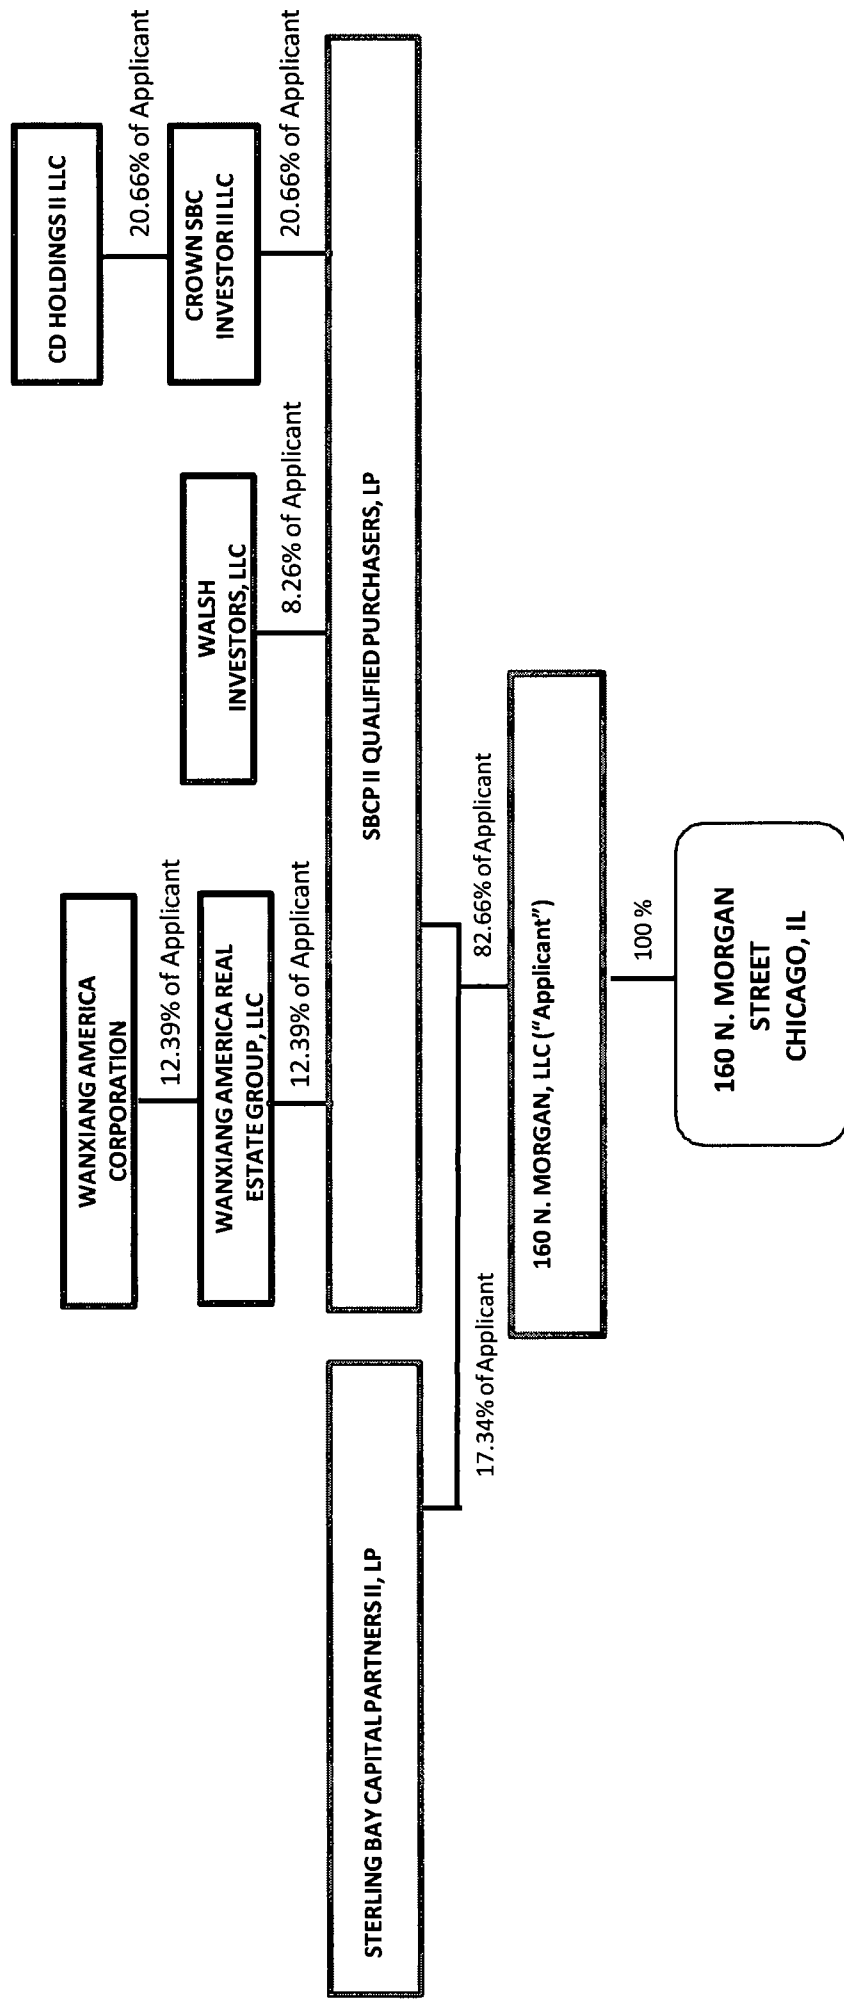 CD HOLDINGS II LLC
20.66% of Applicant
CROWN SBC
INVESTOR II LLC
20.66% of Applicant
WALSH
INVESTORS, LLC
8.26% of Applicant
WANXIANG AMERICA
CORPORATION
12.39% of Applicant
WANXIANG AMERICA REAL
ESTATE GROUP, LLC
12.39% of Applicant
STERLING BAY CAPITAL PARTNERS II, LP
SBCP II QUALIFIED PURCHASERS, LP
17.34% of Applicant
82.66% of Applicant
160 N. MORGAN, LLC (“Applicant”)
100 %
160 N. MORGAN
STREET
CHICAGO, IL